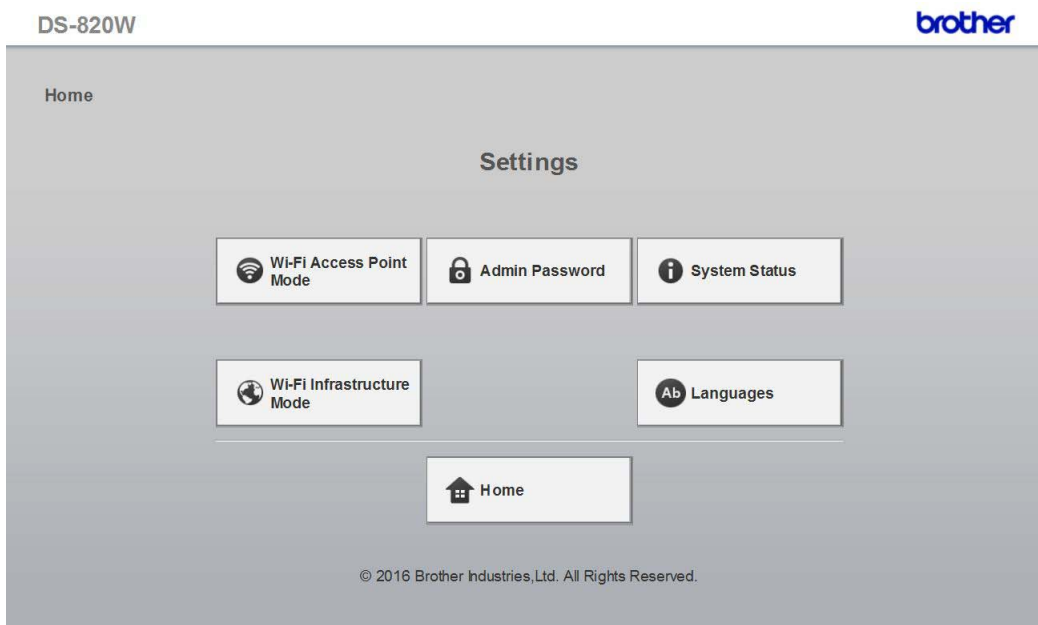 DS-820W
brother
Home
Settings
Wi-Fi Access Point
Mode
Admin Password
System Status
Wi-Fi Infrastructure
Mode
Ab
Languages
Home
© 2016 Brother Industries,Ltd. All Rights Reserved.